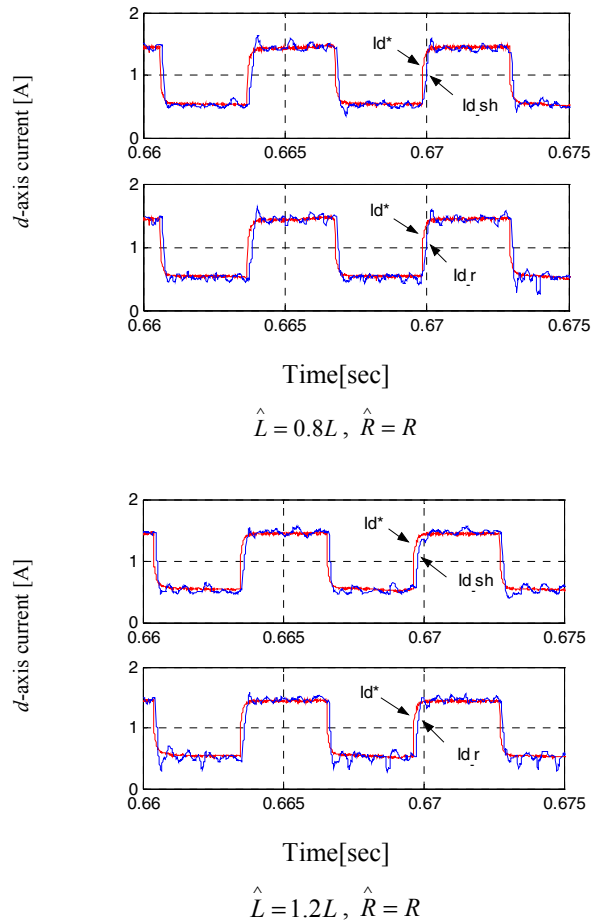 d-axis current [A]
2
1
0
Id*
Id_sh
0.66
0.665
0.67
0.675
2
1
0
Id*
Id_r
0.66
0.665
0.67
0.675
Time[sec]
L̂ = 0.8L , R̂ = R
d-axis current [A]
2
1
0
Id*
Id_sh
0.66
0.665
0.67
0.675
2
1
0
Id*
Id_r
0.66
0.665
0.67
0.675
Time[sec]
L̂ = 1.2L , R̂ = R